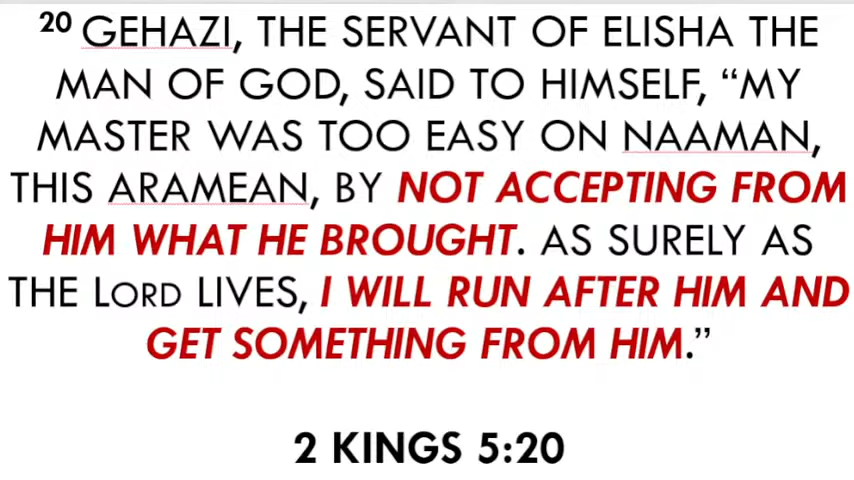 20 GEHAZI, THE SERVANT OF ELISHA THE
MAN OF GOD, SAID TO HIMSELF, “MY
MASTER WAS TOO EASY ON NAAMAN,
THIS ARAMEAN, BY NOT ACCEPTING FROM
HIM WHAT HE BROUGHT. AS SURELY AS
THE LORD LIVES, I WILL RUN AFTER HIM AND
GET SOMETHING FROM HIM.”
2 KINGS 5:20